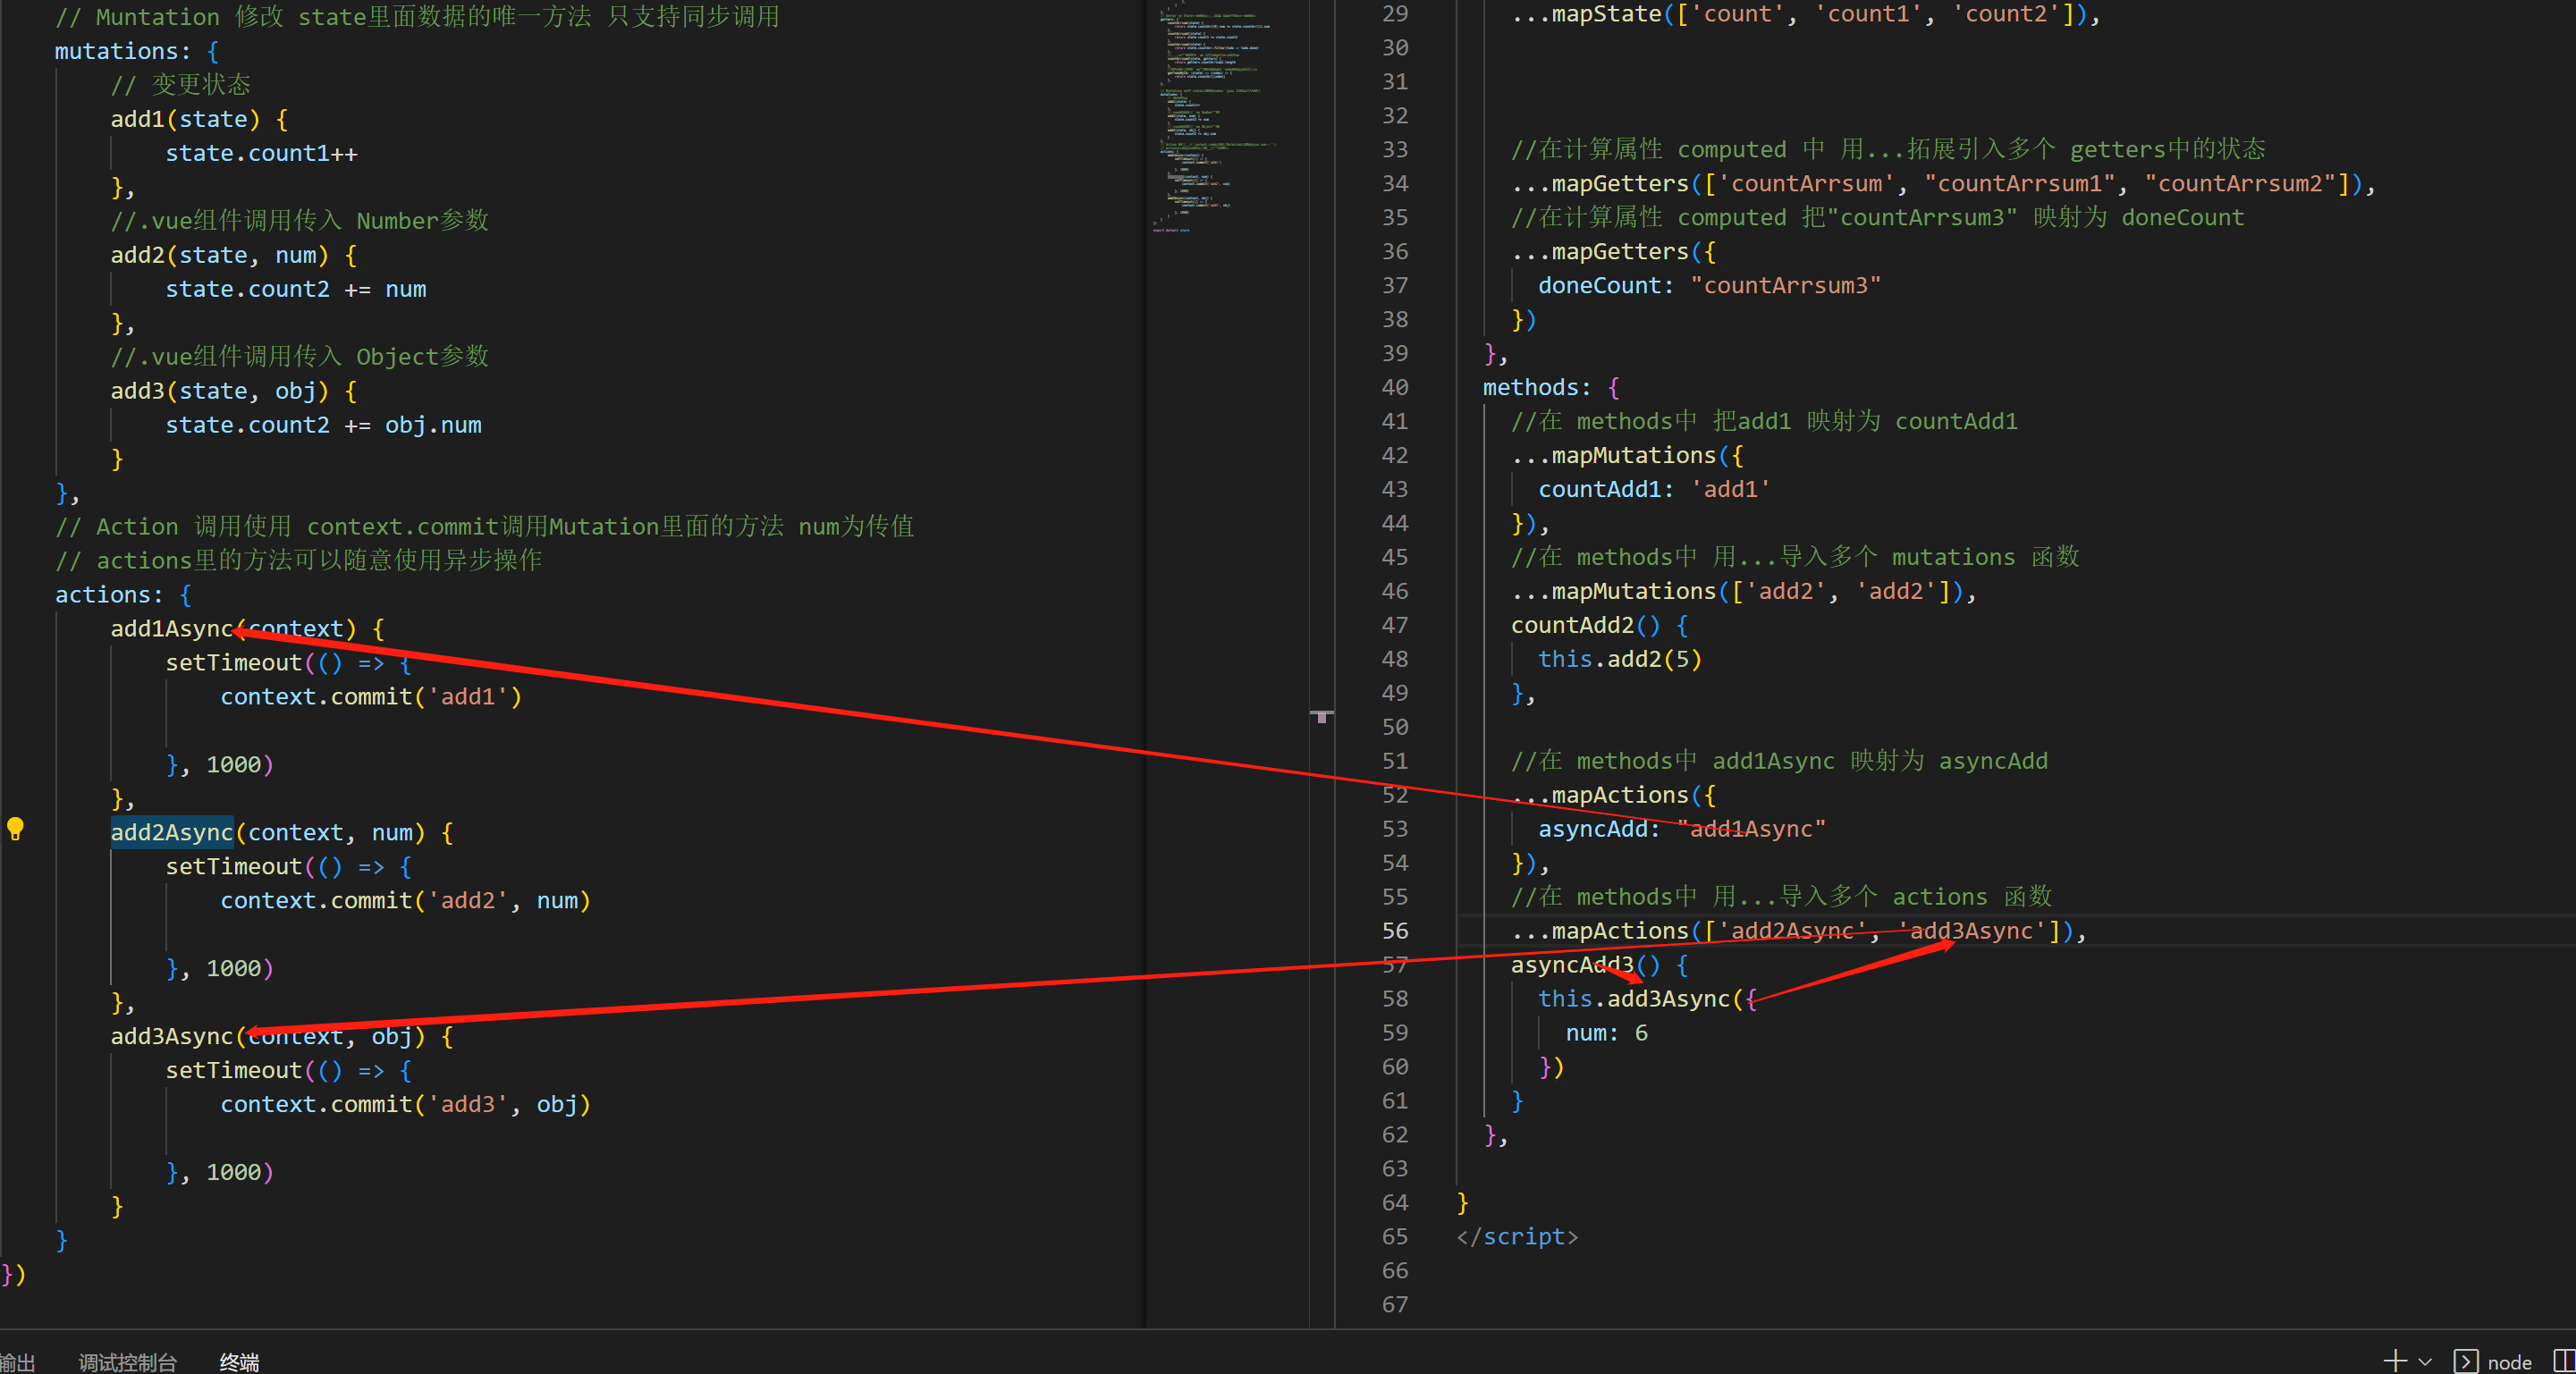 // Muntation 修改 state里面数据的唯一方法 只支持同步调用
mutations: {
// 变更状态
add1(state) {
state.count1++
},
//.vue组件调用传入 Number参数
add2(state, num) {
state.count2 += num
},
//.vue组件调用传入 Object参数
add3(state, obj) {
state.count2 += obj.num
}
},
// Action 调用使用 context.commit调用Mutation里面的方法 num为传值
// actions里的方法可以随意使用异步操作
actions: {
add1Async(context) {
setTimeout(() => {
context.commit('add1')
}, 1000)
},
add2Async(context, num) {
setTimeout(() => {
context.commit('add2', num)
}, 1000)
},
add3Async(context, obj) {
setTimeout(() => {
context.commit('add3', obj)
}, 1000)
}
}
})
29 ...mapState(['count', 'count1', 'count2']),
30
31
32
33 //在计算属性 computed 中 用...拓展引入多个 getters中的状态
34 ...mapGetters(['countArrsum', "countArrsum1", "countArrsum2"]),
35 //在计算属性 computed 把"countArrsum3" 映射为 doneCount
36 ...mapGetters({
37 doneCount: "countArrsum3"
38 })
39 },
40 methods: {
41 //在 methods中 把add1 映射为 countAdd1
42 ...mapMutations({
43 countAdd1: 'add1'
44 }),
45 //在 methods中 用...导入多个 mutations 函数
46 ...mapMutations(['add2', 'add2']),
47 countAdd2() {
48 this.add2(5)
49 },
50
51 //在 methods中 add1Async 映射为 asyncAdd
52 ...mapActions({
53 asyncAdd: "add1Async"
54 }),
55 //在 methods中 用...导入多个 actions 函数
56 ...mapActions(['add2Async', 'add3Async']),
57 asyncAdd3() {
58 this.add3Async({
59 num: 6
60 })
61 }
62 },
63
64 }
65 </script>
66
67
输出 调试控制台 终端
node